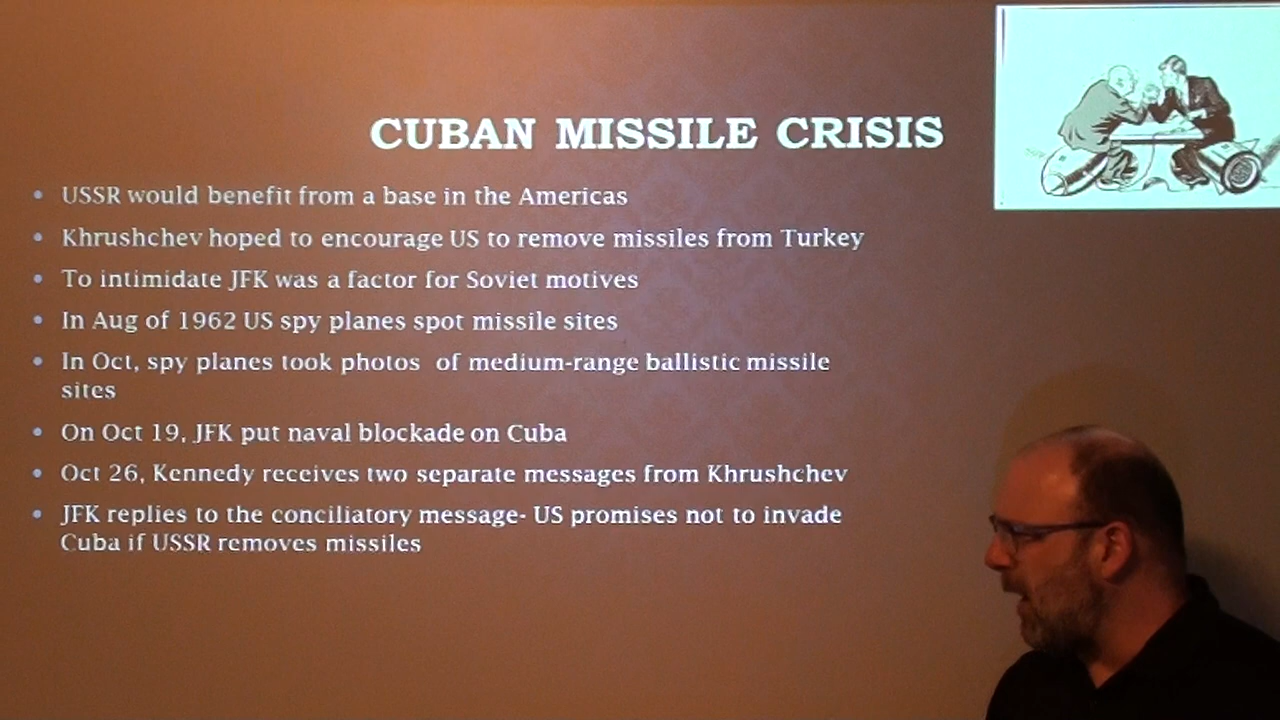 CUBAN MISSILE CRISIS
• USSR would benefit from a base in the Americas
• Khrushchev hoped to encourage US to remove missiles from Turkey
• To intimidate JFK was a factor for Soviet motives
• In Aug of 1962 US spy planes spot missile sites
• In Oct, spy planes took photos of medium-range ballistic missile
sites
• On Oct 19, JFK put naval blockade on Cuba
• Oct 26, Kennedy receives two separate messages from Khrushchev
• JFK replies to the conciliatory message- US promises not to invade
Cuba if USSR removes missiles